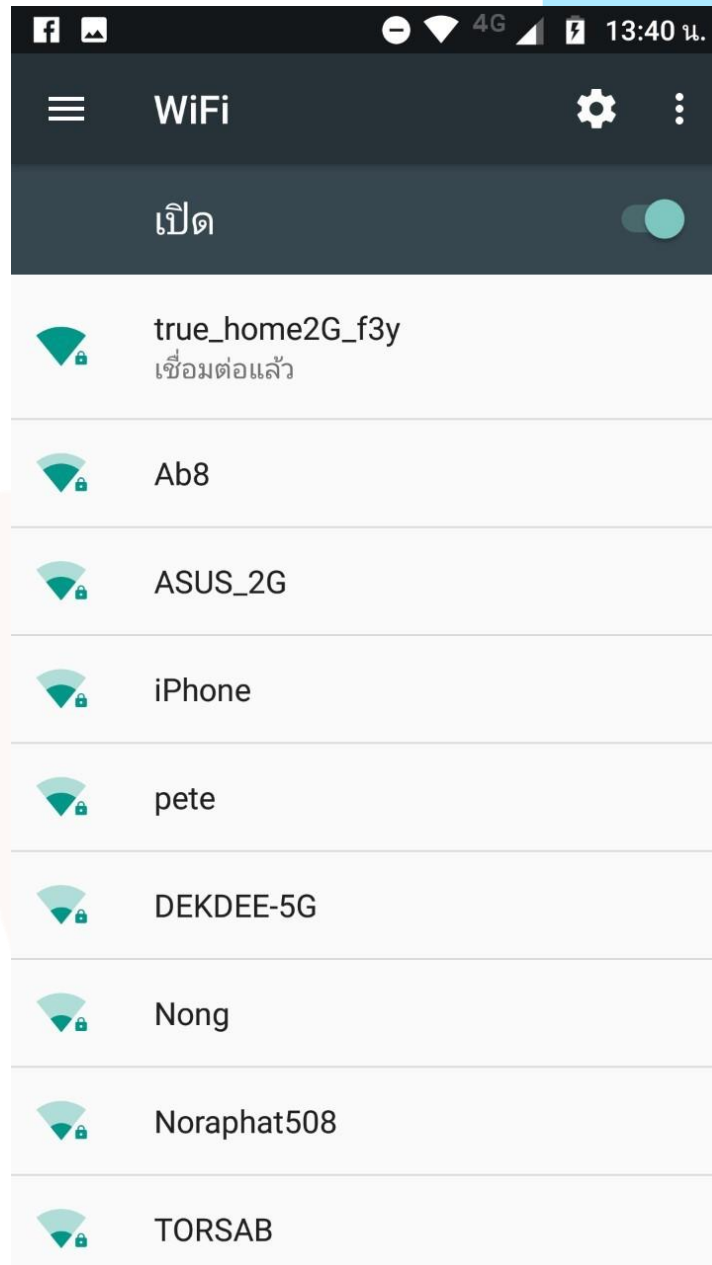 4G 13:40 น.
WiFi
เปิด
true_home2G_f3y
เชื่อมต่อแล้ว
Ab8
ASUS_2G
iPhone
pete
DEKDEE-5G
Nong
Noraphat508
TORSAB